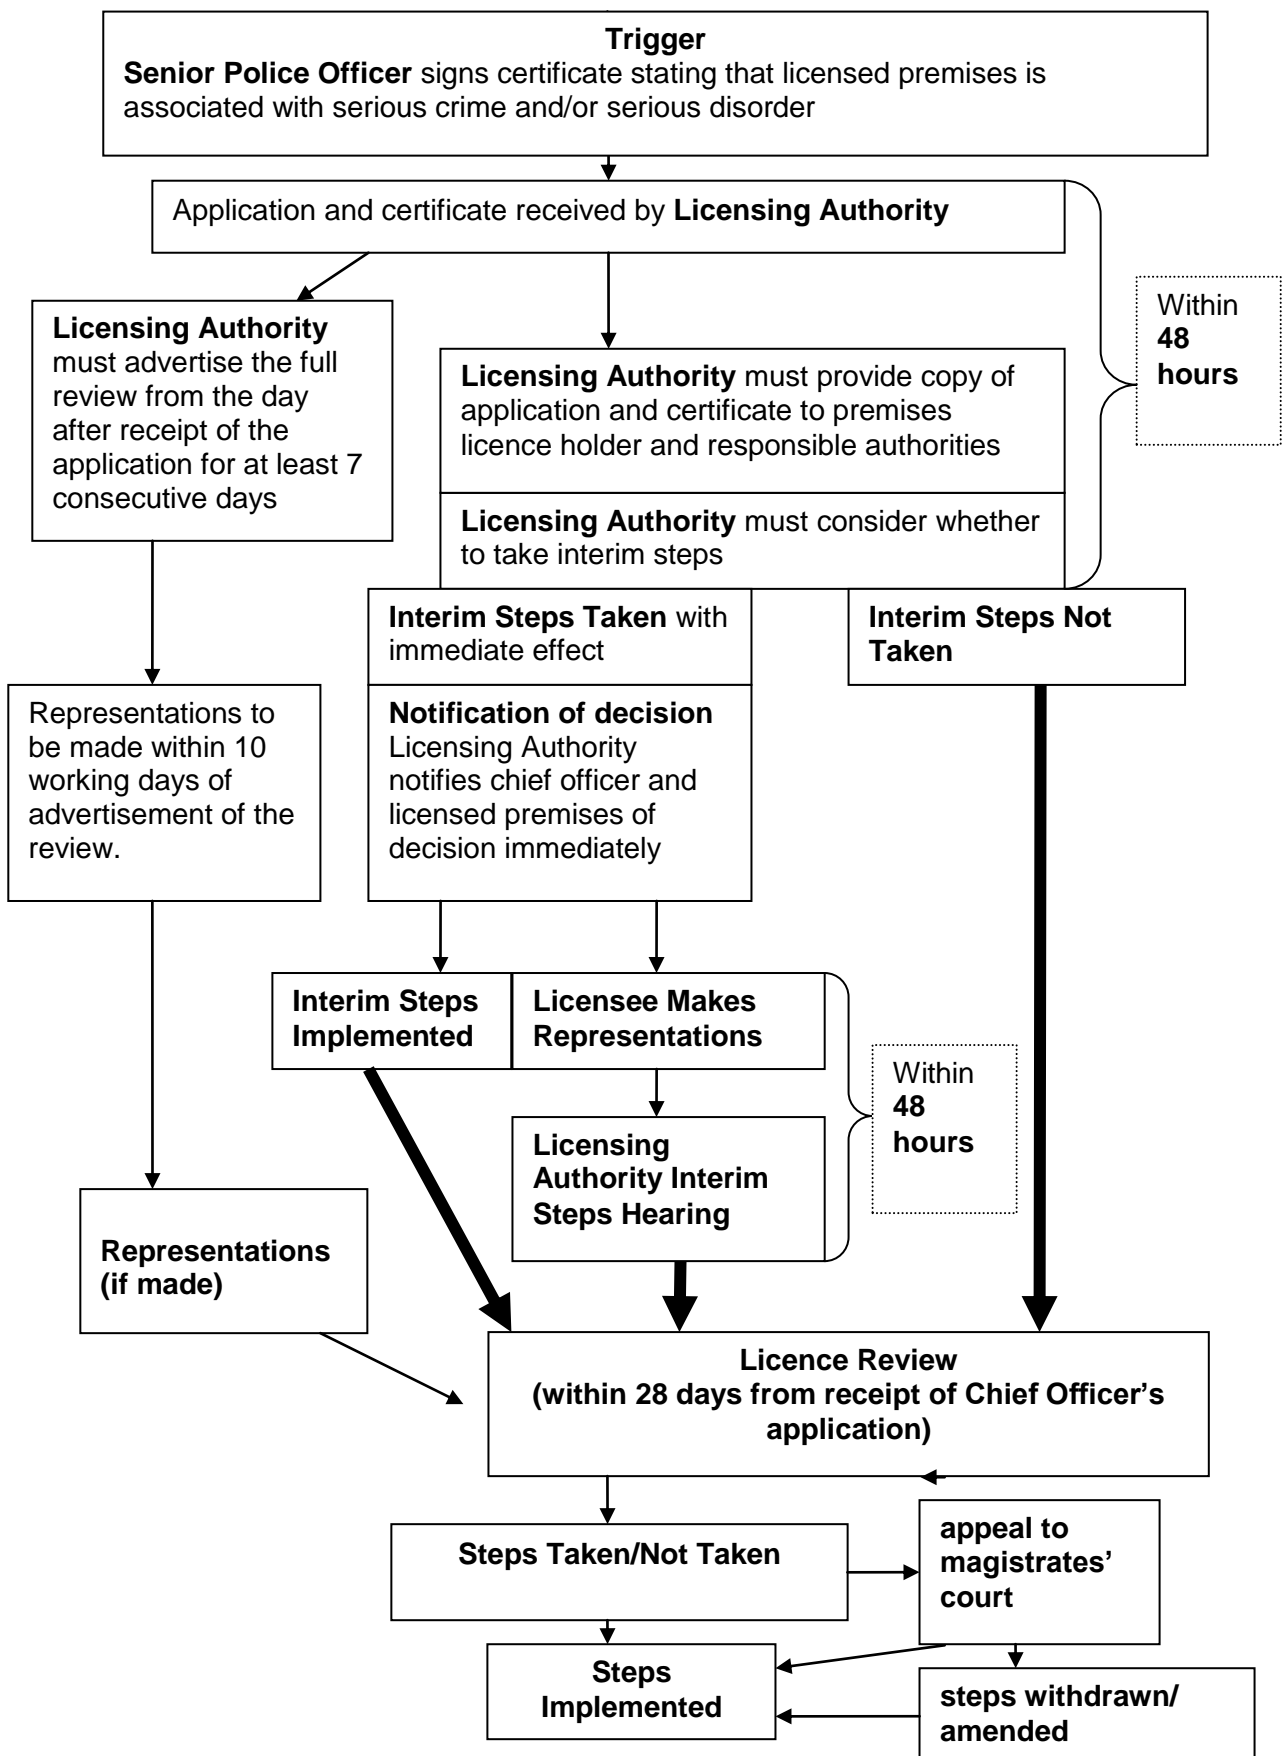 Trigger
Senior Police Officer signs certificate stating that licensed premises is
associated with serious crime and/or serious disorder
Application and certificate received by Licensing Authority
Within
48
hours
Licensing Authority
must advertise the full
review from the day
after receipt of the
application for at least 7
consecutive days
Licensing Authority must provide copy of
application and certificate to premises
licence holder and responsible authorities
Licensing Authority must consider whether
to take interim steps
Interim Steps Taken with
immediate effect
Interim Steps Not
Taken
Representations to
be made within 10
working days of
advertisement of the
review.
Notification of decision
Licensing Authority
notifies chief officer and
licensed premises of
decision immediately
Interim Steps
Implemented
Licensee Makes
Representations
Within
48
hours
Licensing
Authority Interim
Steps Hearing
Representations
(if made)
Licence Review
(within 28 days from receipt of Chief Officer’s
application)
Steps Taken/Not Taken
appeal to
magistrates’
court
Steps
Implemented
steps withdrawn/
amended